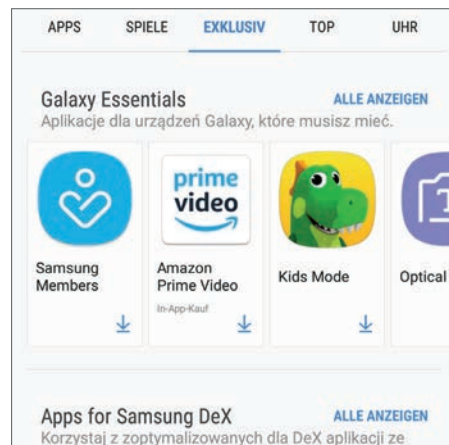 APPS SPIELE EXKLUSIV TOP UHR
Galaxy Essentials ALLE ANZEIGEN
Aplikacje dla urządzeń Galaxy, które musisz mieć.
prime
video
Samsung
Members
Amazon
Prime Video
In-App-Kauf
Kids Mode
Optical
Apps for Samsung DeX ALLE ANZEIGEN
Korzystaj z zoptymalizowanych dla DeX aplikacji ze